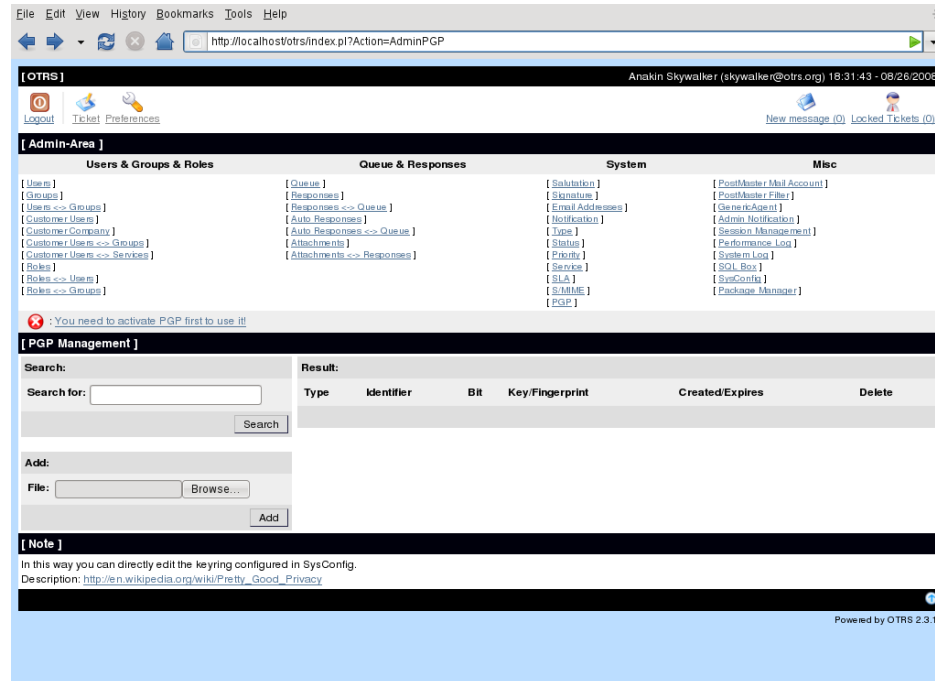 File Edit View History Bookmarks Tools Help
http://localhost/otrs/index.pl?Action=AdminPGP
[ OTRS ] Anakin Skywalker (skywalker@otrs.org) 18:31:43 - 08/26/2008
Logout Ticket Preferences New message (0) Locked Tickets (0)
[ Admin-Area ]
Users & Groups & Roles Queue & Responses System Misc
[ Users ] [ Queue ] [ Salutation ] [ PostMaster Mail Account ]
[ Groups ] [ Responses ] [ Signature ] [ PostMaster Filter ]
[ Users <-> Groups ] [ Responses <-> Queue ] [ Email Addresses ] [ GenericAgent ]
[ Customer Users ] [ Auto Responses ] [ Notification ] [ Admin Notification ]
[ Customer Company ] [ Auto Responses <-> Queue ] [ Type ] [ Session Management ]
[ Customer Users <-> Groups ] [ Attachments ] [ Status ] [ Performance Log ]
[ Customer Users <-> Services ] [ Attachments <-> Responses ] [ Priority ] [ System Log ]
[ Roles ] [ Service ] [ SQL Box ]
[ Roles <-> Users ] [ SLA ] [ SysConfig ]
[ Roles <-> Groups ] [ S/MIME ] [ Package Manager ]
[ PGP ]
: You need to activate PGP first to use it!
[ PGP Management ]
Search: Result:
Search for: Type Identifier Bit Key/Fingerprint Created/Expires Delete
Search
Add:
File: Browse...
Add
[ Note ]
In this way you can directly edit the keyring configured in SysConfig.
Description: http://en.wikipedia.org/wiki/Pretty_Good_Privacy
Powered by OTRS 2.3.1